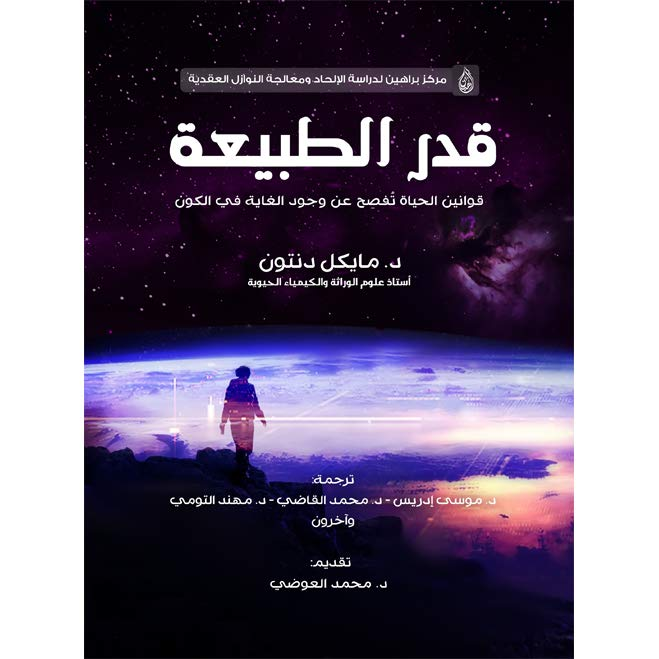 مركز براهين لدراسة الإلحاد ومعالجة النوازل العقدية
قدر الطبيعة
قوانين الحياة تُفصِح عن وجود الغاية في الكون
د. مايكل دنتون
أستاذ علوم الوراثة والكيمياء الحيوية
ترجمة:
د. موسى إدريس - د. محمد القاضي - د. مهند التومي
وآخرون
تقديم:
د. محمد العوضي